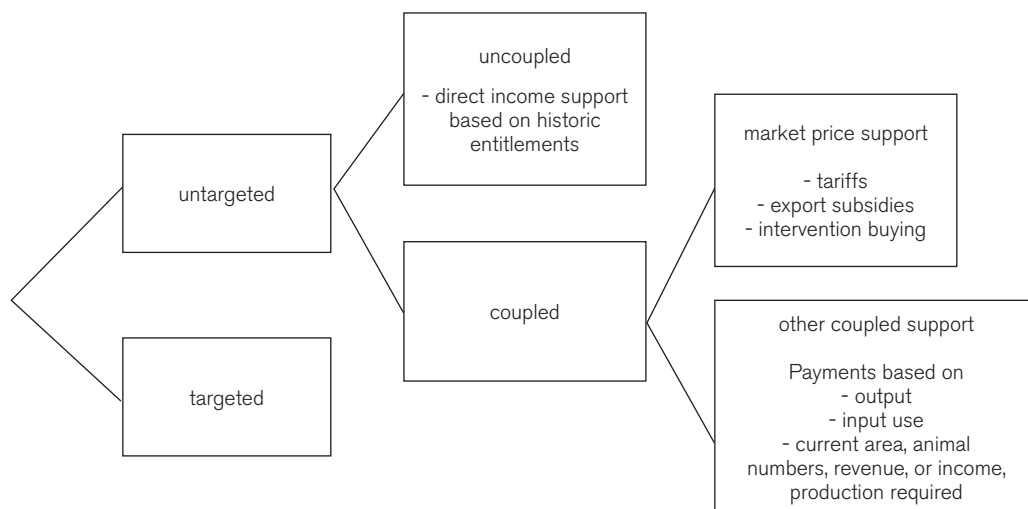 uncoupled
- direct income support
based on historic
entitlements
untargeted
market price support
- tariffs
- export subsidies
- intervention buying
coupled
targeted
other coupled support
Payments based on
- output
- input use
- current area, animal
numbers, revenue, or income,
production required